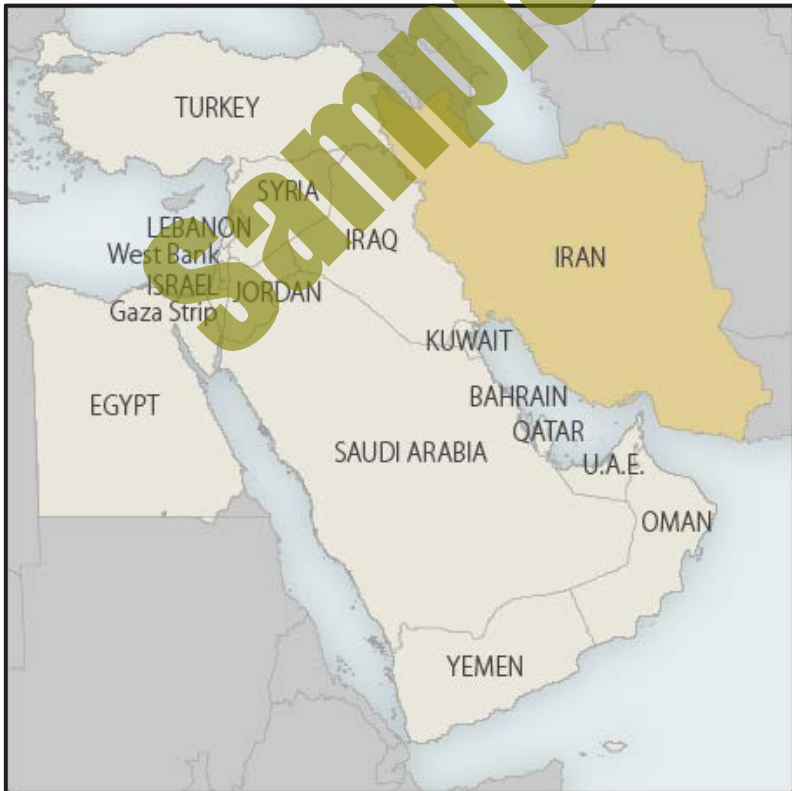 TURKEY
SYRIA
LEBANON
West Bank
IRAQ
IRAN
ISRAEL
JORDAN
Gaza Strip
KUWAIT
EGYPT
BAHRAIN
QATAR
SAUDI ARABIA
U.A.E.
OMAN
YEMEN
Sample